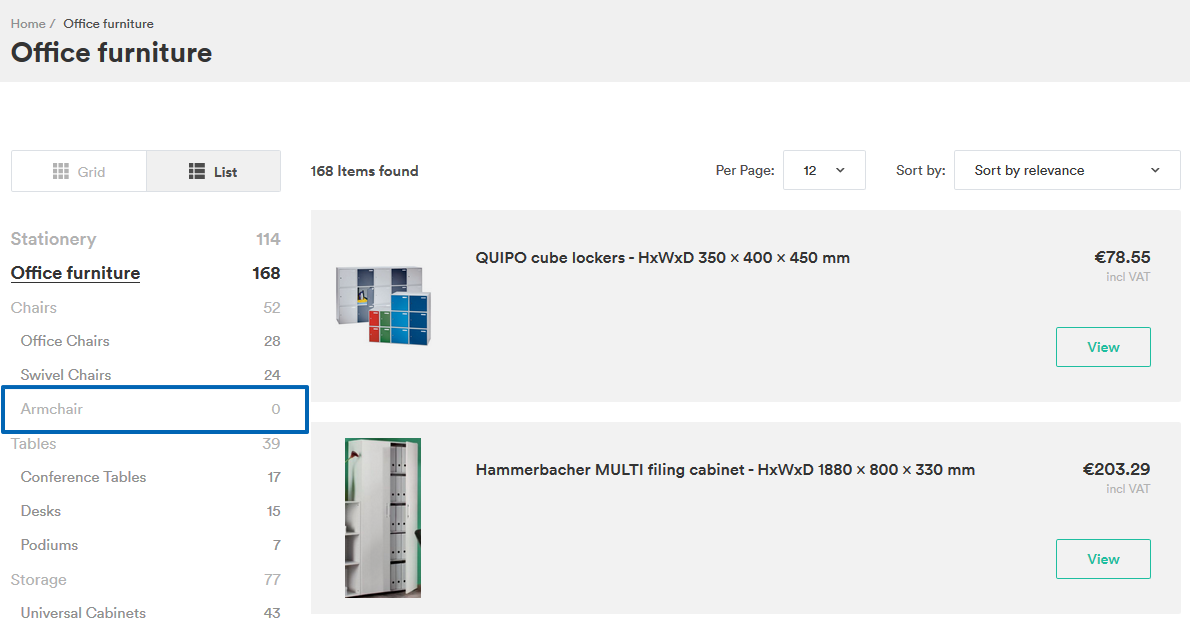 Home / Office furniture
Office furniture
Grid
List
168 Items found
Per Page:
12
Sort by:
Sort by relevance
Stationery 114
Office furniture 168
Chairs 52
Office Chairs 28
Swivel Chairs 24
Armchair 0
Tables 39
Conference Tables 17
Desks 15
Podiums 7
Storage 77
Universal Cabinets 43
QUIPO cube lockers - HxWxD 350 × 400 × 450 mm
€78.55
incl VAT
View
Hammerbacher MULTI filing cabinet - HxWxD 1880 × 800 × 330 mm
€203.29
incl VAT
View